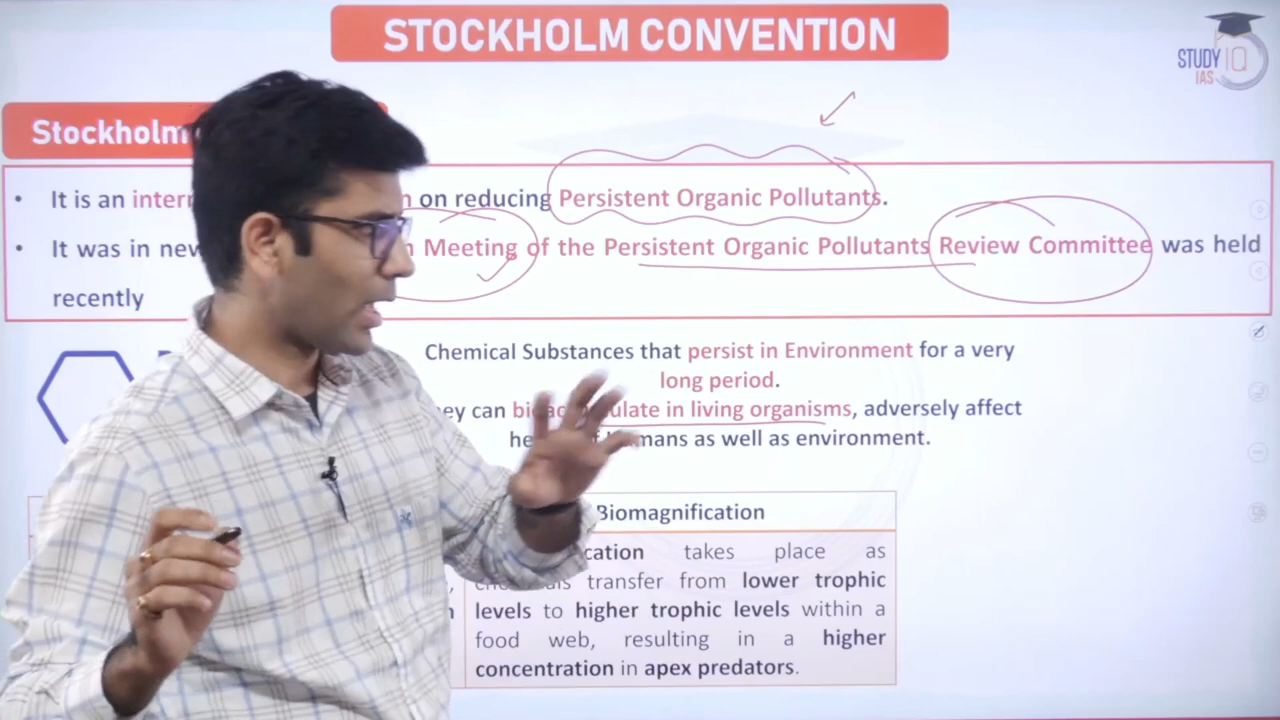 STOCKHOLM CONVENTION
STUDY IQ
IAS
Stockholm
• It is an on reducing Persistent Organic Pollutants.
• It was in Meeting of the Persistent Organic Pollutants Review Committee was held
recently
Chemical Substances that persist in Environment for a very
long period.
can in living organisms, adversely affect
as well as environment.
Biomagnification
takes place as
transfer from lower trophic
levels to higher trophic levels within a
food web, resulting in a higher
concentration in apex predators.